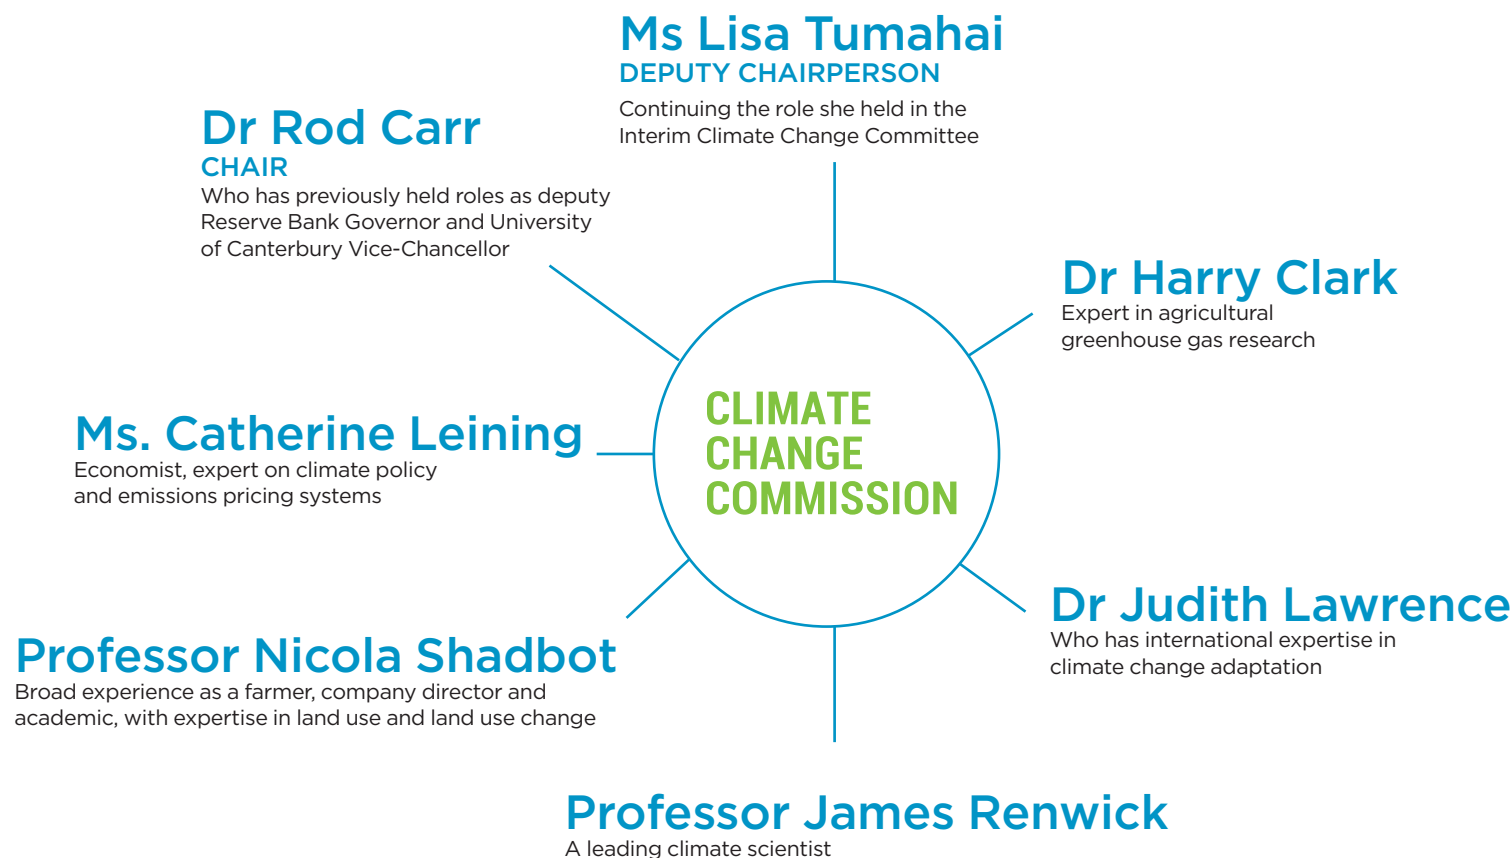 Ms Lisa Tumahai
DEPUTY CHAIRPERSON
Continuing the role she held in the
Interim Climate Change Committee
Dr Rod Carr
CHAIR
Who has previously held roles as deputy
Reserve Bank Governor and University
of Canterbury Vice-Chancellor
Dr Harry Clark
Expert in agricultural
greenhouse gas research
CLIMATE
CHANGE
COMMISSION
Ms. Catherine Leining
Economist, expert on climate policy
and emissions pricing systems
Dr Judith Lawrence
Who has international expertise in
climate change adaptation
Professor Nicola Shadbot
Broad experience as a farmer, company director and
academic, with expertise in land use and land use change
Professor James Renwick
A leading climate scientist